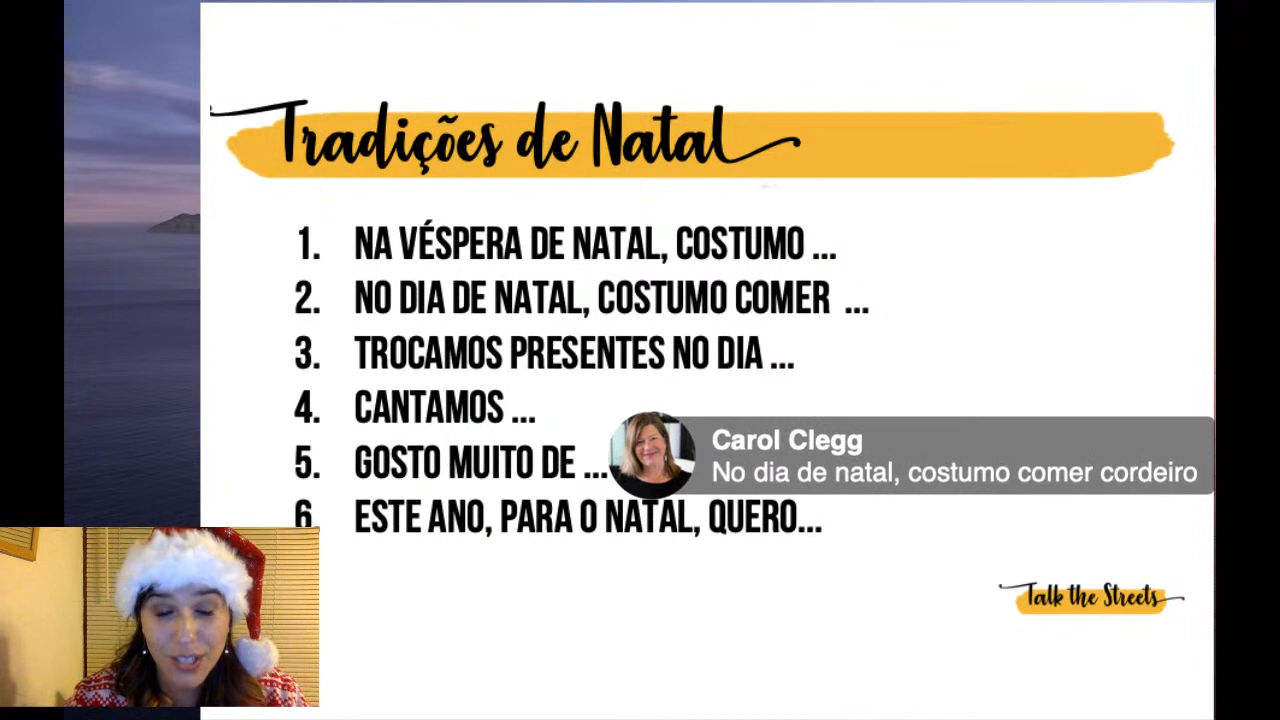 Tradições de Natal
1. NA VÉSPERA DE NATAL, COSTUMO ...
2. NO DIA DE NATAL, COSTUMO COMER ...
3. TROCAMOS PRESENTES NO DIA ...
4. CANTAMOS ...
5. GOSTO MUITO DE ...
Carol Clegg
No dia de natal, costumo comer cordeiro
6. ESTE ANO, PARA O NATAL, QUERO...
Talk the Streets